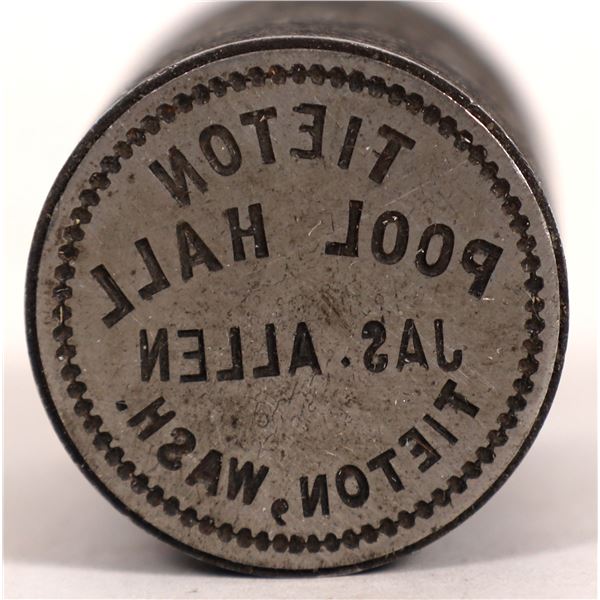 TIETON
POOL HALL
JAS. ALLEN
TIETON, WASH.